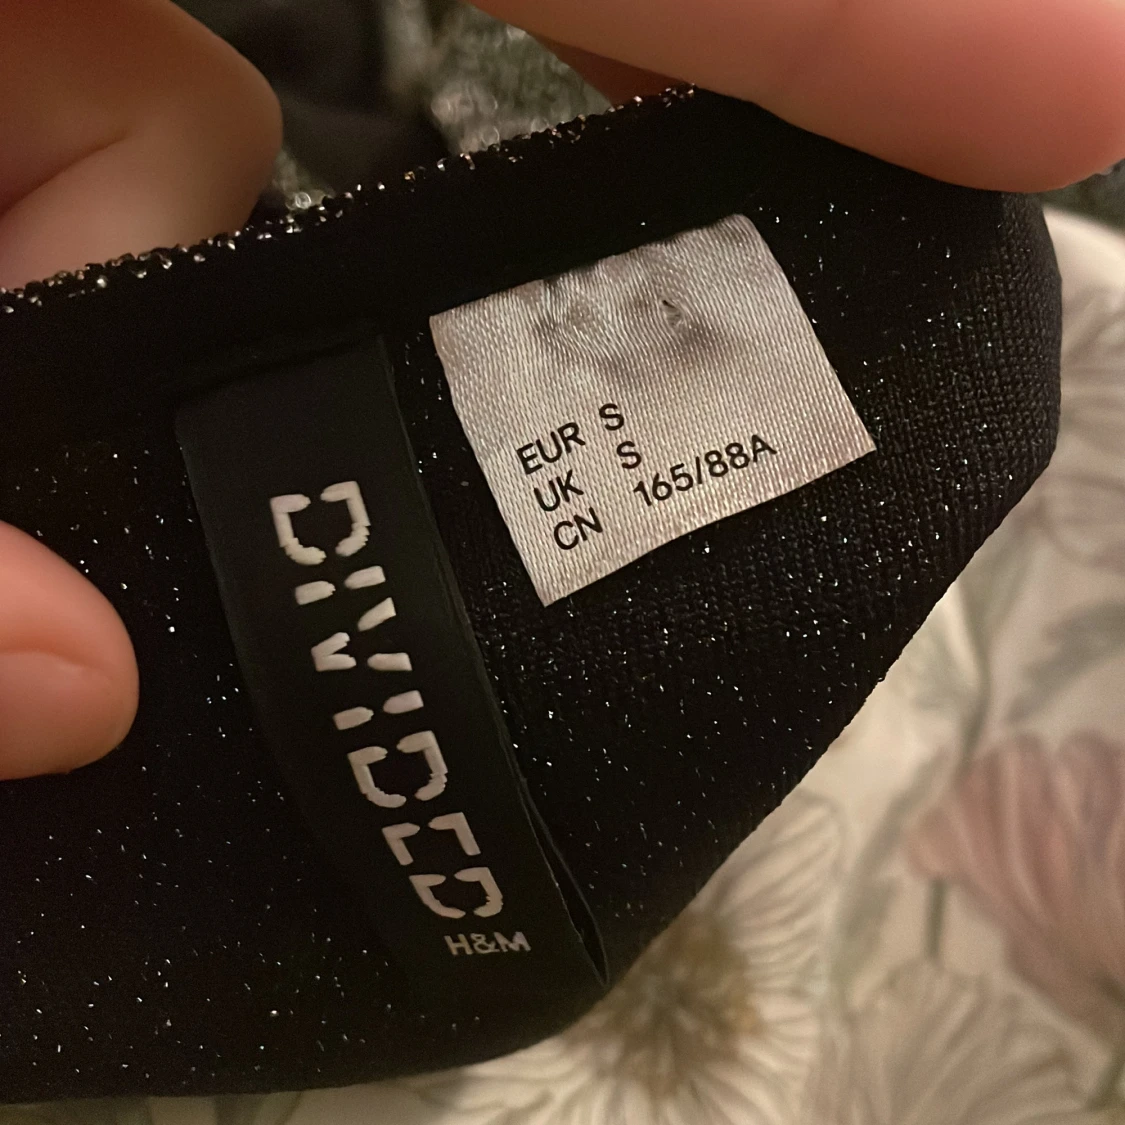 DIVIDED
H&M
EUR S
UK S
CN 165/88A